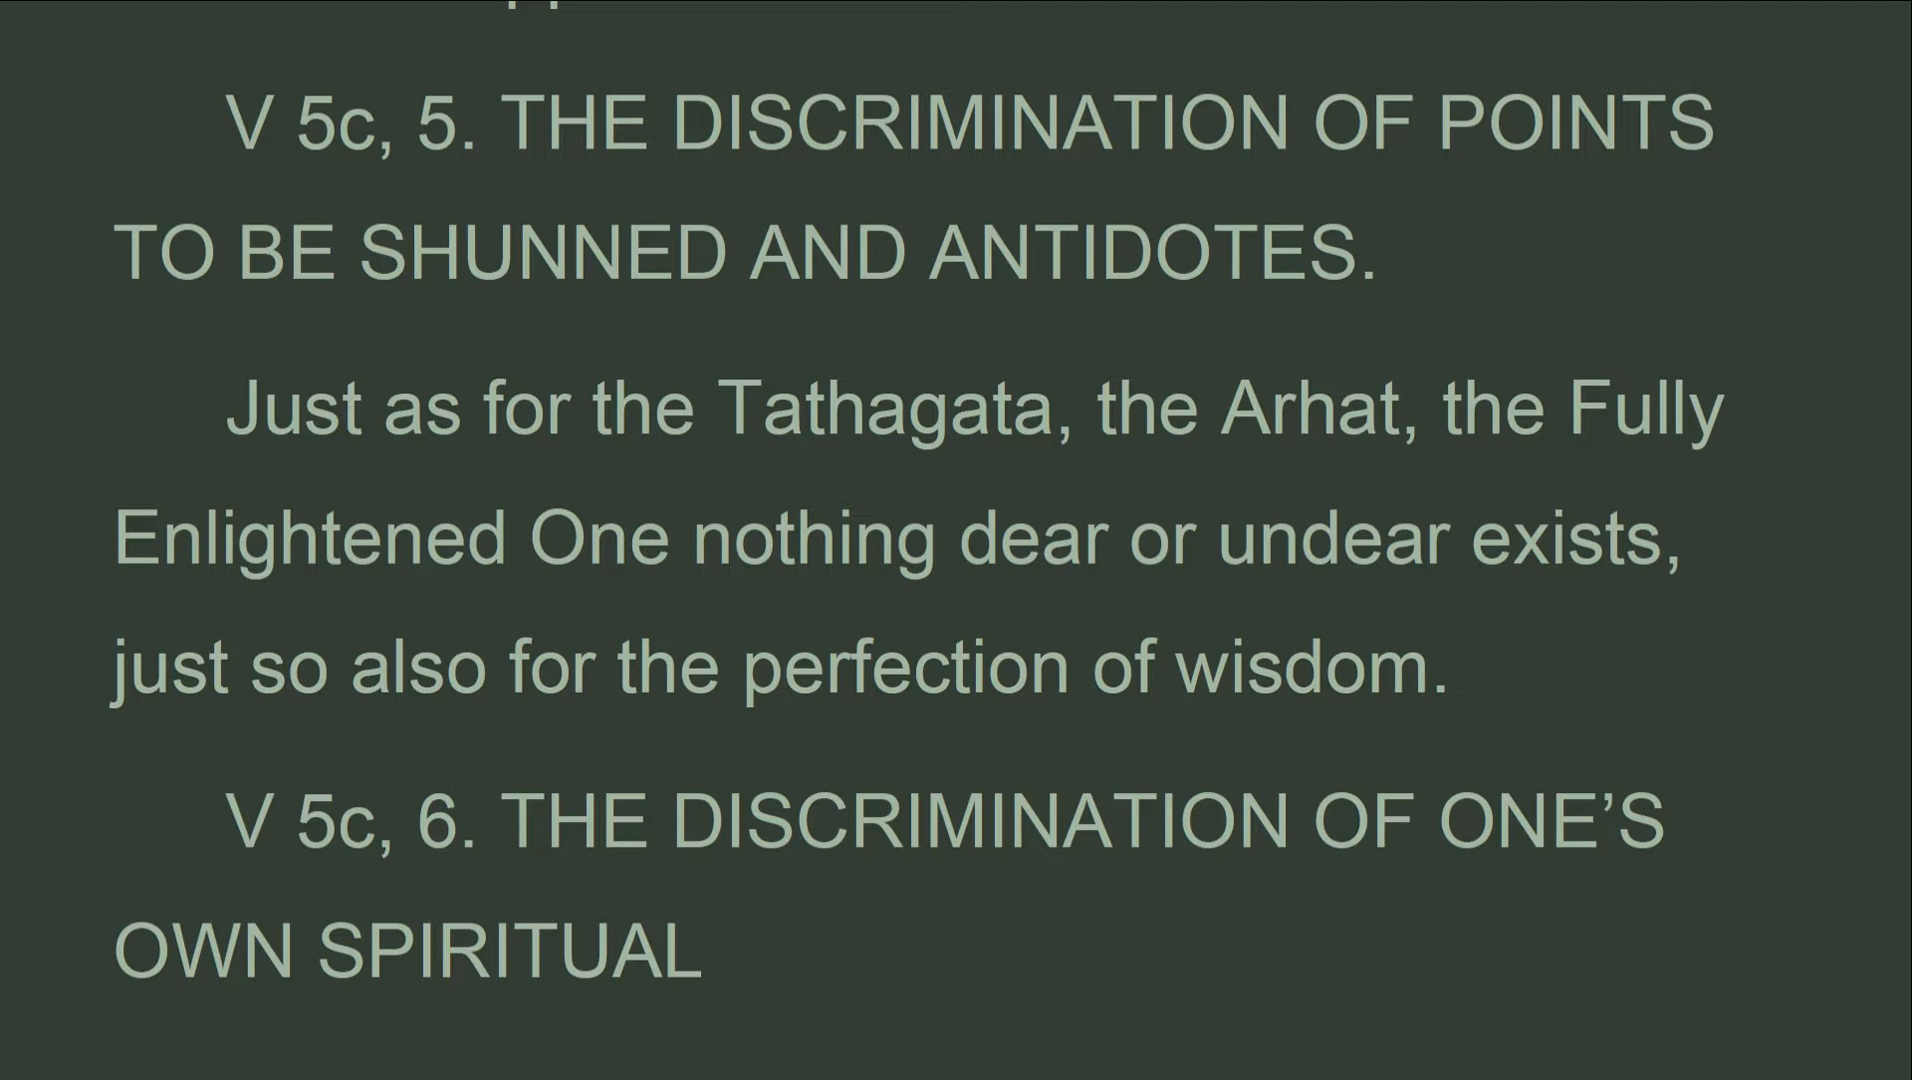 V 5c, 5. THE DISCRIMINATION OF POINTS
TO BE SHUNNED AND ANTIDOTES.
Just as for the Tathagata, the Arhat, the Fully
Enlightened One nothing dear or undear exists,
just so also for the perfection of wisdom.
V 5c, 6. THE DISCRIMINATION OF ONE’S
OWN SPIRITUAL